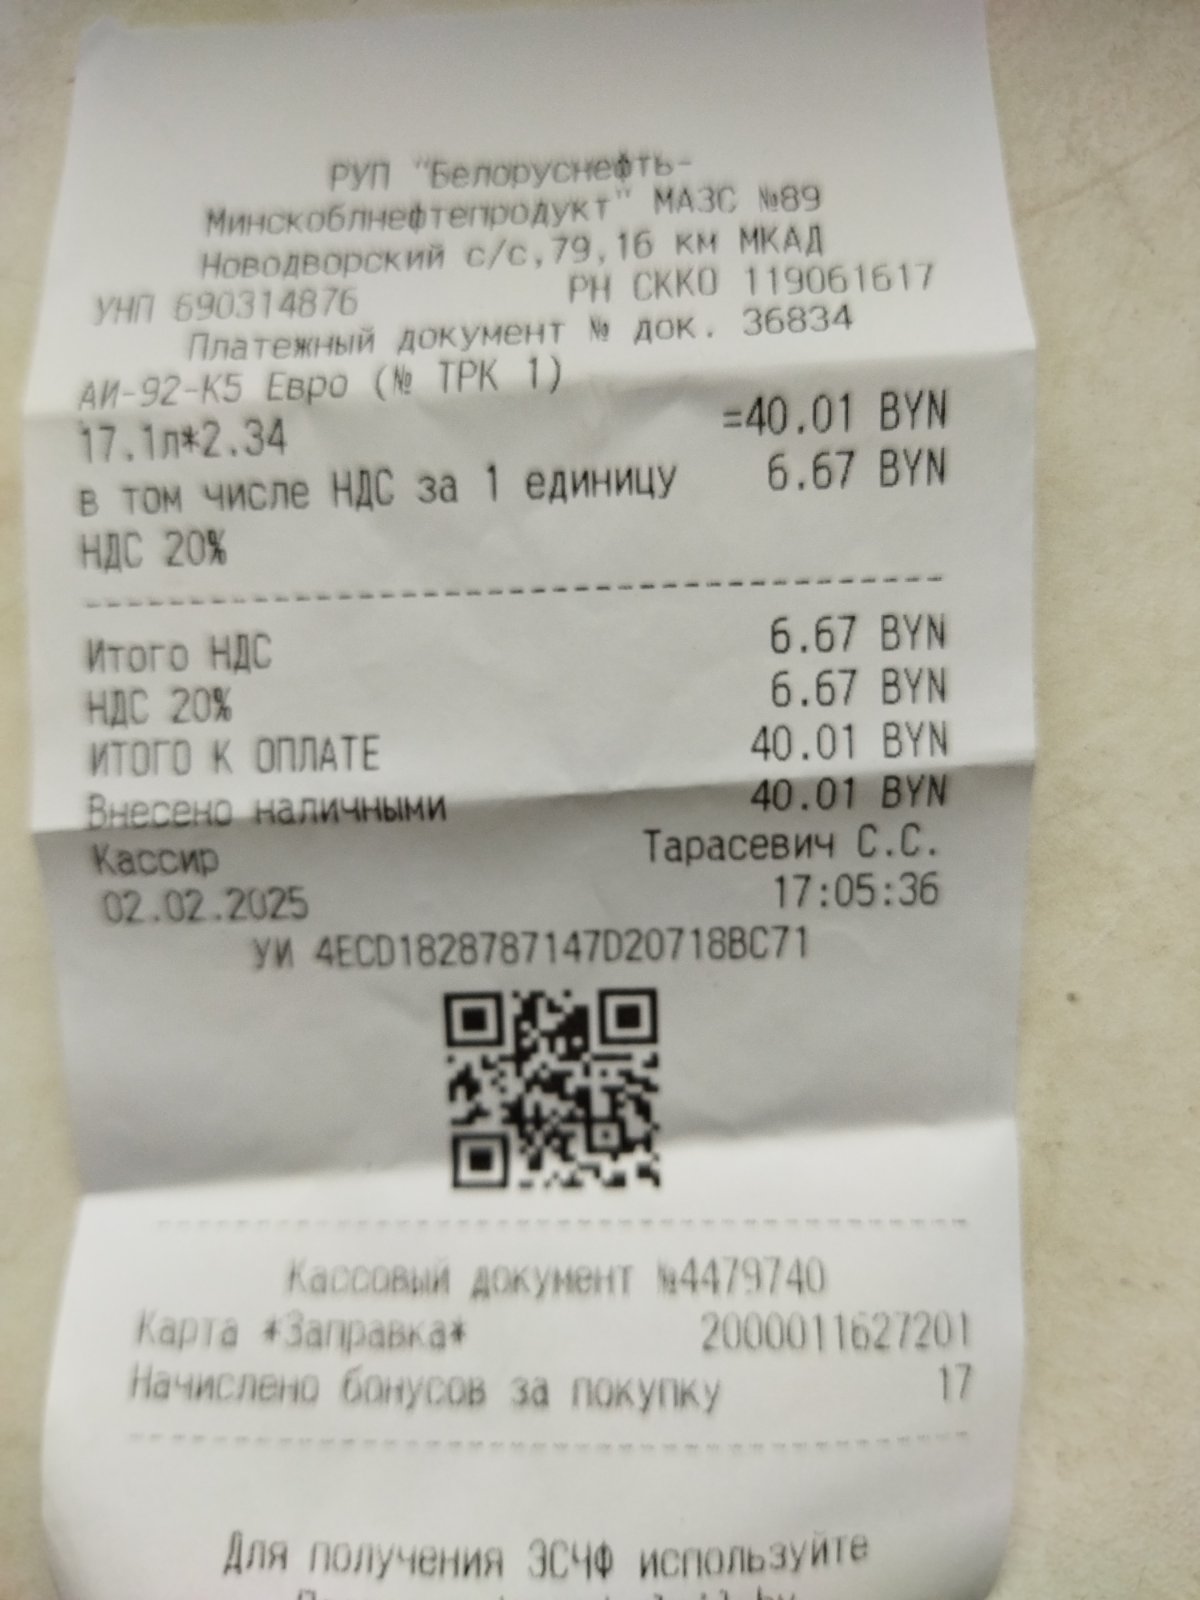 РУП "Белоруснефть-
Минскоблнефтепродукт" МАЗС №89
Новодворский с/с,79,16 км МКАД
УНП 690314876 РН СККО 119061617
Платежный документ № док. 36834
АИ-92-К5 Евро (№ ТРК 1)
17.1л*2.34 =40.01 BYN
в том числе НДС за 1 единицу 6.67 BYN
НДС 20%
Итого НДС 6.67 BYN
НДС 20% 6.67 BYN
ИТОГО К ОПЛАТЕ 40.01 BYN
Внесено наличными 40.01 BYN
Кассир Тарасевич С.С.
02.02.2025 17:05:36
УИ 4ECD1828787147D20718BC71
Кассовый документ №4479740
Карта *Заправка* 2000011627201
Начислено бонусов за покупку 17
Для получения ЭСЧФ используйте